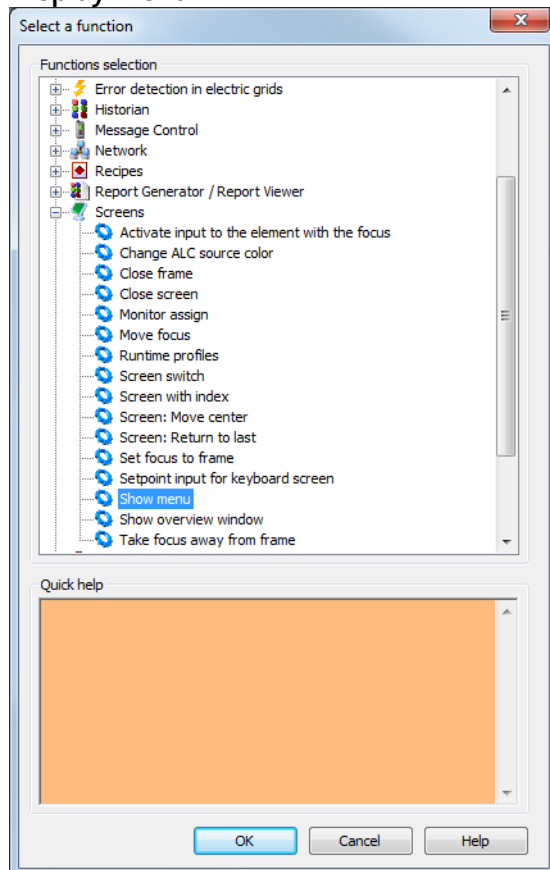 Select a function
Functions selection
Error detection in electric grids
Historian
Message Control
Network
Recipes
Report Generator / Report Viewer
Screens
Activate input to the element with the focus
Change ALC source color
Close frame
Close screen
Monitor assign
Move focus
Runtime profiles
Screen switch
Screen with index
Screen: Move center
Screen: Return to last
Set focus to frame
Setpoint input for keyboard screen
Show menu
Show overview window
Take focus away from frame
Quick help
OK Cancel Help